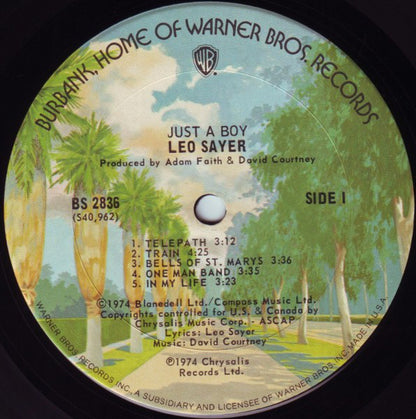 BURBANK, HOME OF WARNER BROS. RECORDS
WB
JUST A BOY
LEO SAYER
Produced by Adam Faith & David Courtney
BS 2836
(S40,962)
SIDE 1
1. TELEPATH 3:12
2. TRAIN 4:25
3. BELLS OF ST. MARYS 3:36
4. ONE MAN BAND 3:35
5. IN MY LIFE 3:23
©1974 Blanedell Ltd./Compass Music Ltd.
Copyrights controlled for U.S. & Canada by
Chrysalis Music Corp. - ASCAP
Lyrics: Leo Sayer
Music: David Courtney
℗1974 Chrysalis
Records Ltd.
WARNER BROS. RECORDS INC., A SUBSIDIARY AND LICENSEE OF WARNER BROS. INC. MADE IN U.S.A.